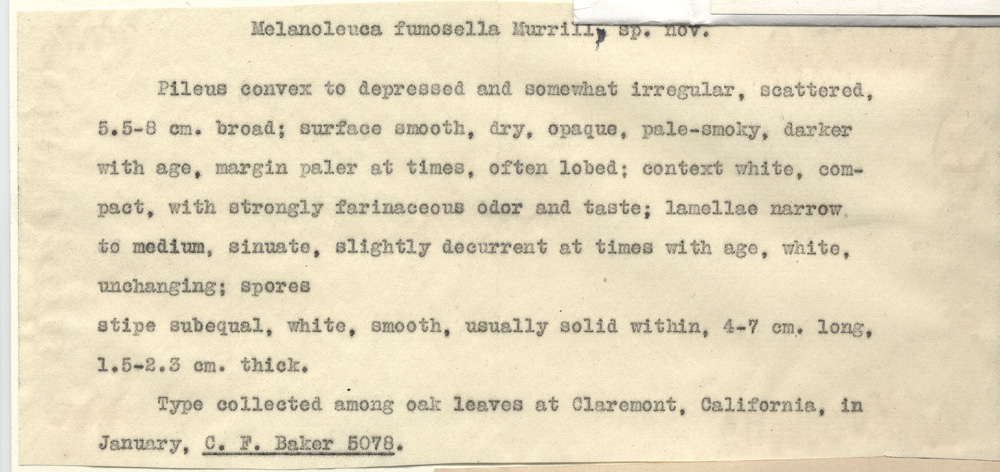 Melanoleuca fumosella Murrill, sp. nov.
Pileus convex to depressed and somewhat irregular, scattered,
5.5-8 cm. broad; surface smooth, dry, opaque, pale-smoky, darker
with age, margin paler at times, often lobed; context white, com-
pact, with strongly farinaceous odor and taste; lamellae narrow
to medium, sinuate, slightly decurrent at times with age, white,
unchanging; spores
stipe subequal, white, smooth, usually solid within, 4-7 cm. long,
1.5-2.3 cm. thick.
Type collected among oak leaves at Claremont, California, in
January, C. F. Baker 5078.